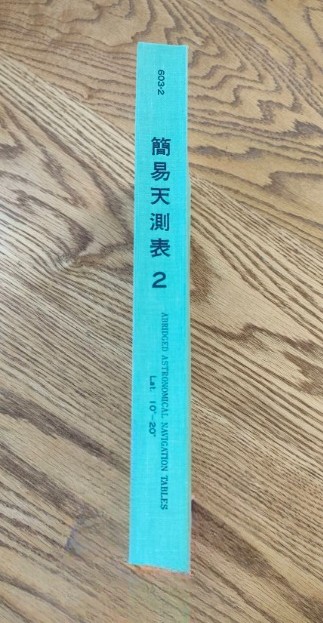 603-2
簡易天測表 2
ABRIDGED ASTRONOMICAL NAVIGATION TABLES
Lat. 10°-20°